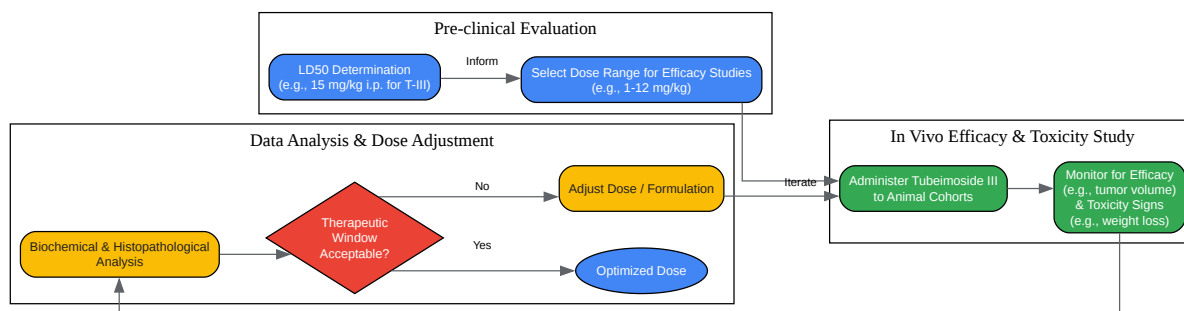 Pre-clinical Evaluation
LD50 Determination
(e.g., 15 mg/kg i.p. for T-III)
Inform
Select Dose Range for Efficacy Studies
(e.g., 1-12 mg/kg)
Data Analysis & Dose Adjustment
Biochemical & Histopathological
Analysis
Therapeutic
Window
Acceptable?
No
Adjust Dose / Formulation
Yes
Optimized Dose
Iterate
In Vivo Efficacy & Toxicity Study
Administer Tubeimoside III
to Animal Cohorts
Monitor for Efficacy
(e.g., tumor volume)
& Toxicity Signs
(e.g., weight loss)